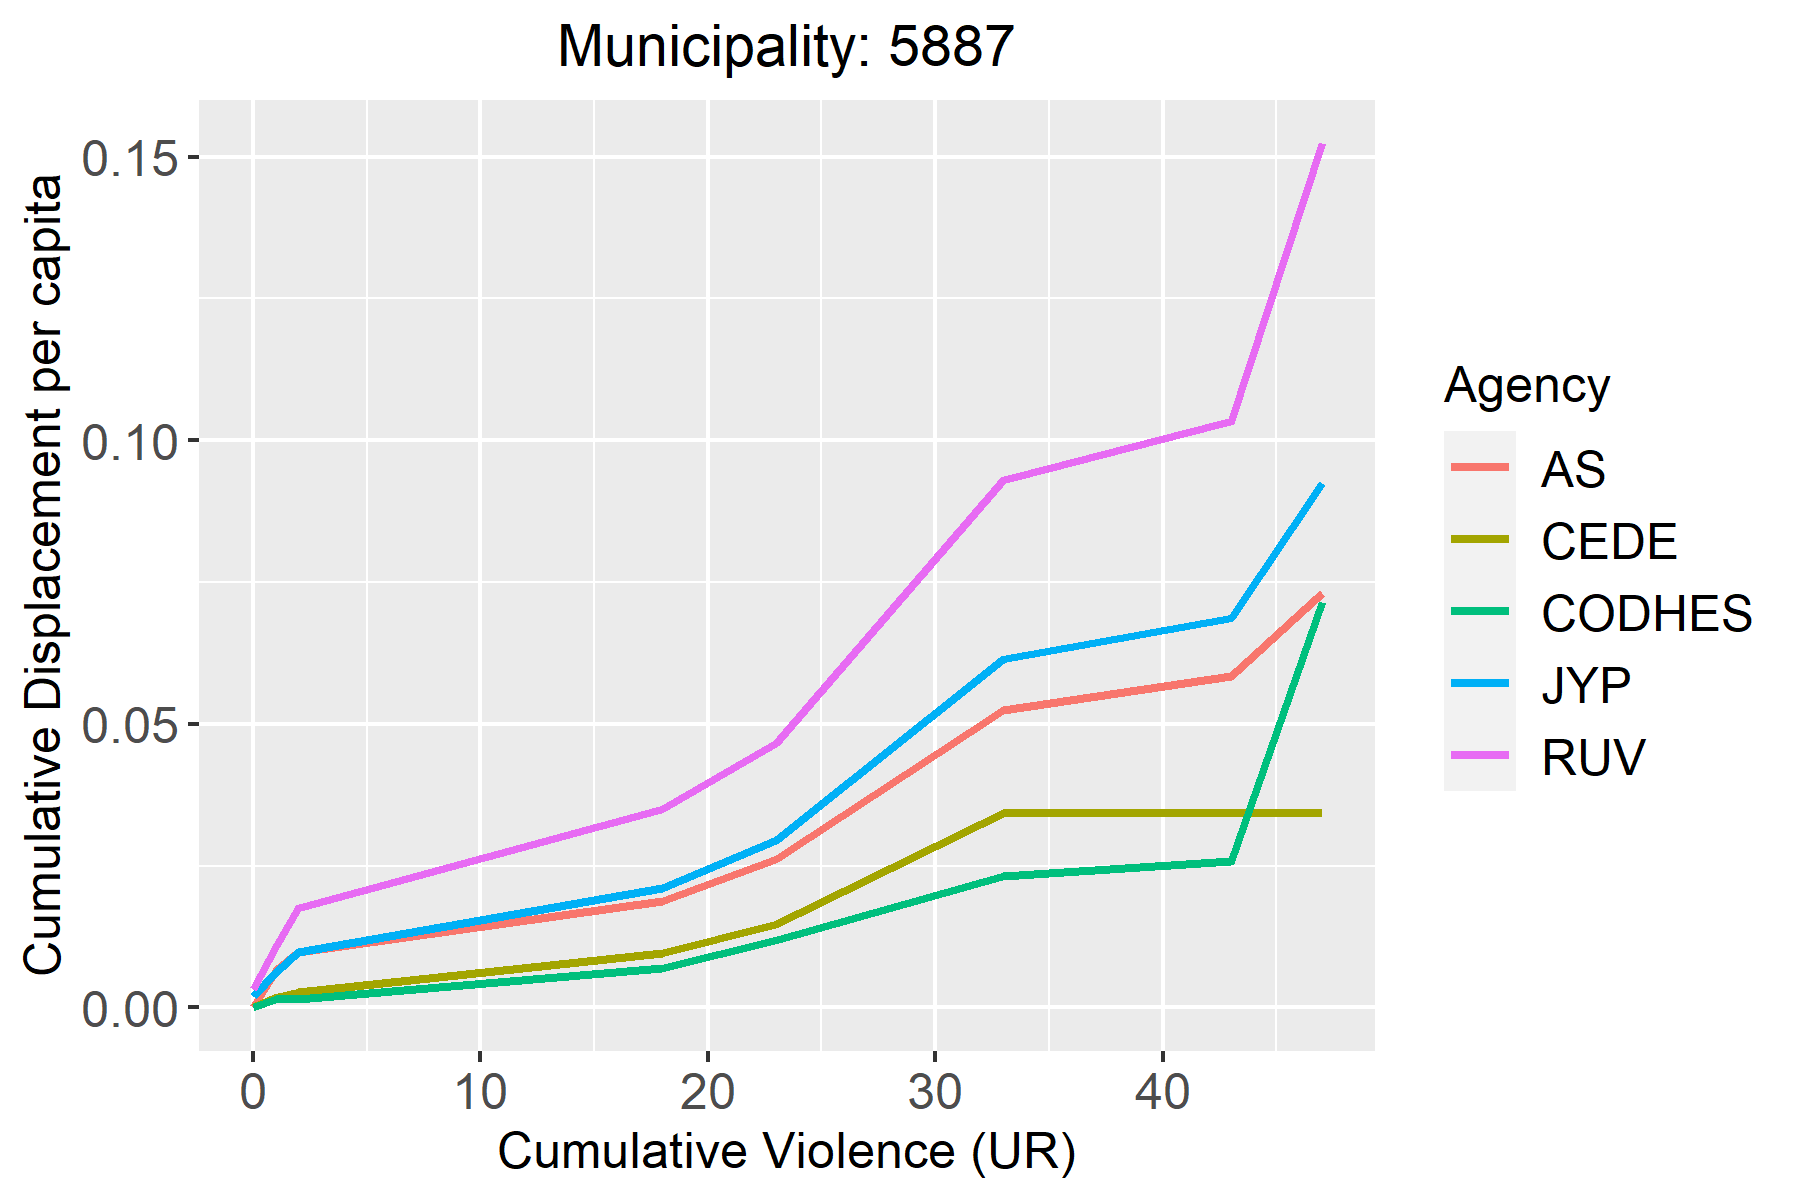 Municipality: 5887
Cumulative Displacement per capita
0.15
0.10
0.05
0.00
0 10 20 30 40
Cumulative Violence (UR)
Agency
AS
CEDE
CODHES
JYP
RUV